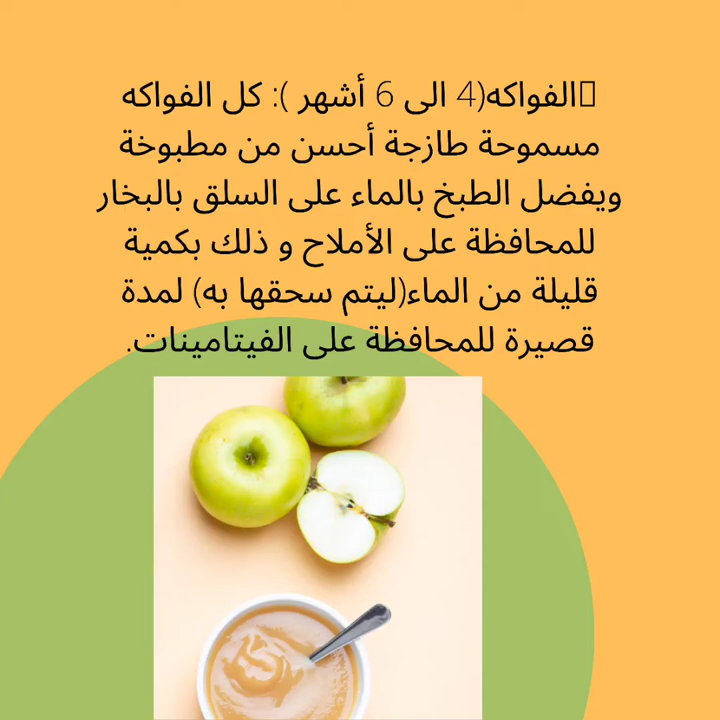 الفواكه(4 الى 6 أشهر ): كل الفواكه
مسموحة طازجة أحسن من مطبوخة
ويفضل الطبخ بالماء على السلق بالبخار
للمحافظة على الأملاح و ذلك بكمية
قليلة من الماء(ليتم سحقها به) لمدة
قصيرة للمحافظة على الفيتامينات.